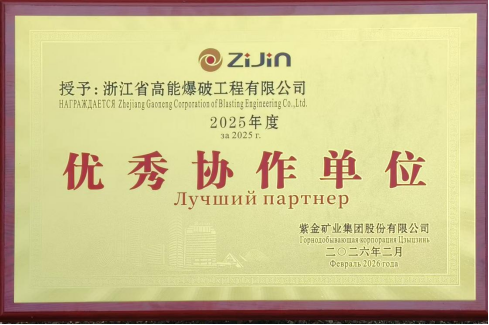 ZiJin
授予：浙江省高能爆破工程有限公司
НАГРАЖДАЕТСЯ Zhejiang Gaoneng Corporation of Blasting Engineering Co.,Ltd.
2025年度
за 2025 г.
优秀协作单位
Лучший партнер
紫金矿业集团股份有限公司
Горнодобывающая корпорация Цзыцзинь
二〇二六年二月
Февраль 2026 года